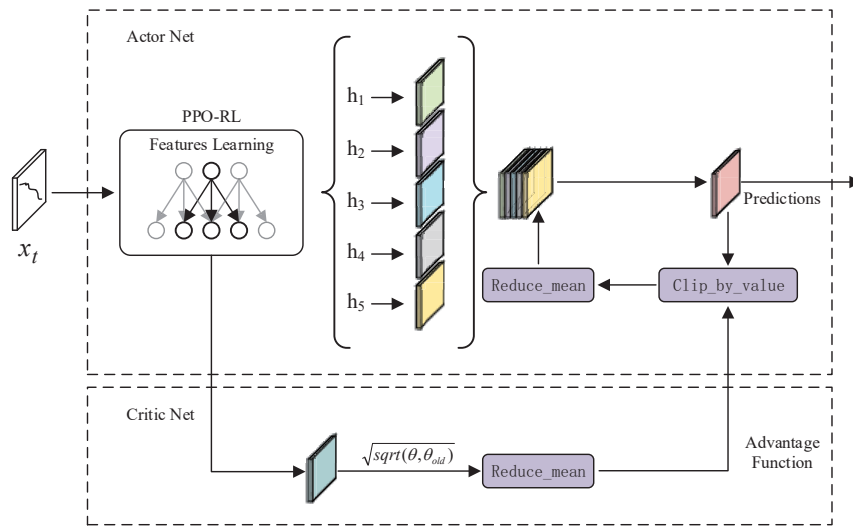 Actor Net
PPO-RL
Features Learning
h₁
h₂
h₃
h₄
h₅
x_t
Predictions
Reduce_mean
Clip_by_value
Critic Net
√sqrt(θ,θ_old)
Reduce_mean
Advantage
Function